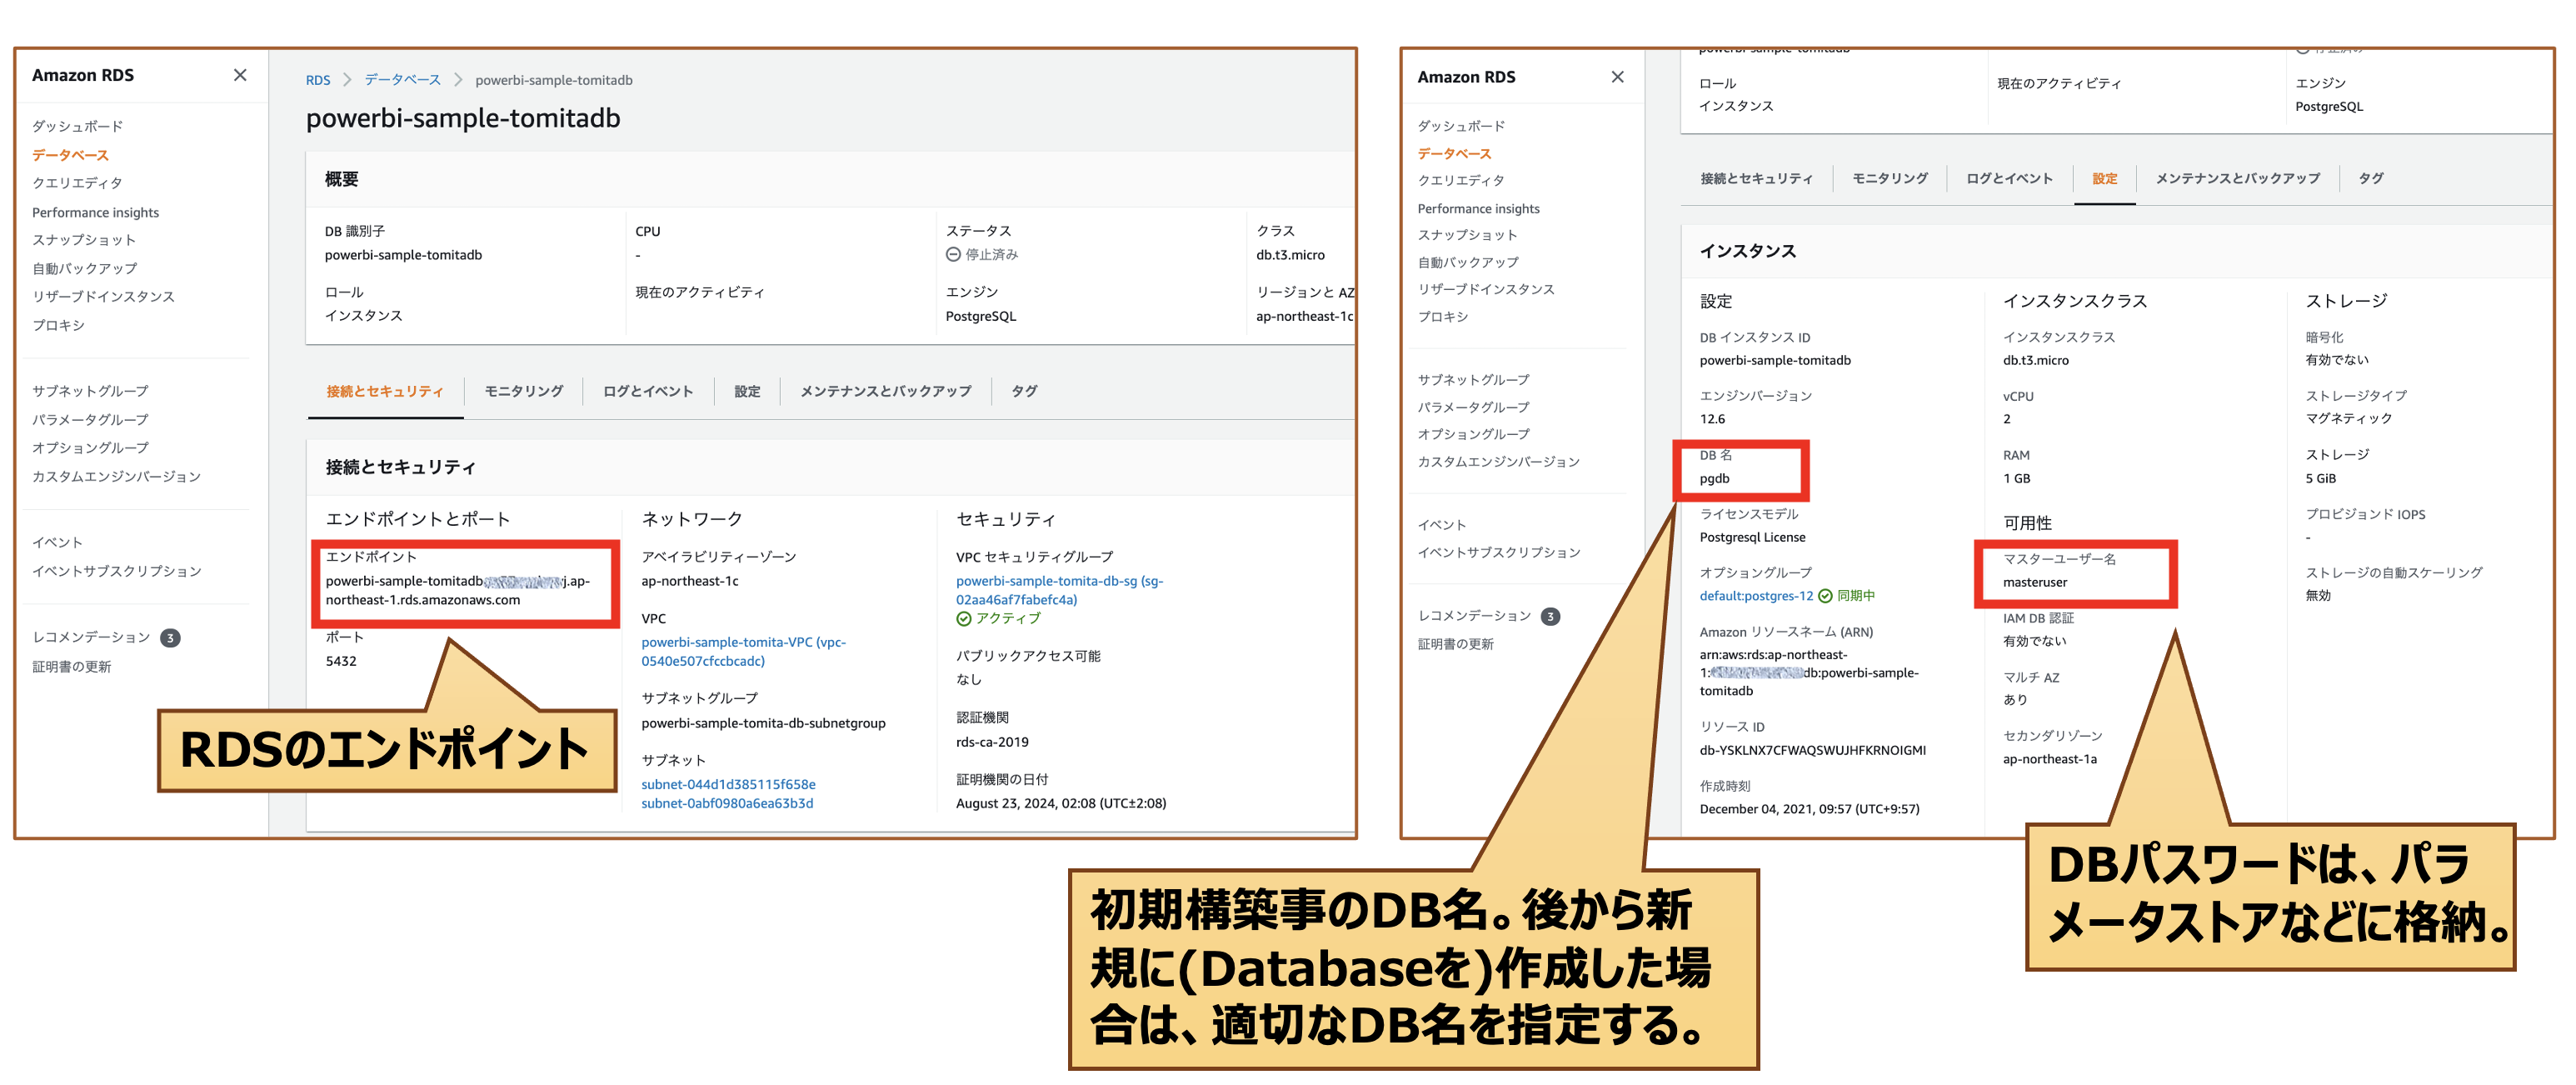 Amazon RDS
ダッシュボード
データベース
クエリエディタ
Performance insights
スナップショット
自動バックアップ
リザーブドインスタンス
プロキシ
サブネットグループ
パラメータグループ
オプショングループ
カスタムエンジンバージョン
イベント
イベントサブスクリプション
レコメンデーション 3
証明書の更新
RDS > データベース > powerbi-sample-tomitadb
powerbi-sample-tomitadb
概要
DB 識別子
powerbi-sample-tomitadb
CPU
-
ステータス
停止済み
クラス
db.t3.micro
ロール
インスタンス
現在のアクティビティ
エンジン
PostgreSQL
リージョンと AZ
ap-northeast-1c
接続とセキュリティ
モニタリング
ログとイベント
設定
メンテナンスとバックアップ
タグ
接続とセキュリティ
エンドポイントとポート
エンドポイント
powerbi-sample-tomitadb. j.ap-
northeast-1.rds.amazonaws.com
ポート
5432
ネットワーク
アベイラビリティーゾーン
ap-northeast-1c
VPC
powerbi-sample-tomita-VPC (vpc-
0540e507cfccbcadc)
サブネットグループ
powerbi-sample-tomita-db-subnetgroup
サブネット
subnet-044d1d385115f658e
subnet-0abf0980a6ea63b3d
セキュリティ
VPC セキュリティグループ
powerbi-sample-tomita-db-sg (sg-
02aa46af7fabefc4a)
アクティブ
パブリックアクセス可能
なし
認証機関
rds-ca-2019
証明機関の日付
August 23, 2024, 02:08 (UTC±2:08)
RDSのエンドポイント
Amazon RDS
ダッシュボード
データベース
クエリエディタ
Performance insights
スナップショット
自動バックアップ
リザーブドインスタンス
プロキシ
サブネットグループ
パラメータグループ
オプショングループ
カスタムエンジンバージョン
イベント
イベントサブスクリプション
レコメンデーション 3
証明書の更新
powerbi-sample-tomitadb
停止済み
ロール
インスタンス
現在のアクティビティ
エンジン
PostgreSQL
接続とセキュリティ
モニタリング
ログとイベント
設定
メンテナンスとバックアップ
タグ
インスタンス
設定
DB インスタンス ID
powerbi-sample-tomitadb
エンジンバージョン
12.6
DB 名
pgdb
ライセンスモデル
Postgresql License
オプショングループ
default:postgres-12 同期中
Amazon リソースネーム (ARN)
arn:aws:rds:ap-northeast-
1: db:powerbi-sample-
tomitadb
リソース ID
db-YSKLNX7CFWAQSWUJHFKRNOIGMI
作成時刻
December 04, 2021, 09:57 (UTC+9:57)
インスタンスクラス
インスタンスクラス
db.t3.micro
vCPU
2
RAM
1 GB
可用性
マスターユーザー名
masteruser
IAM DB 認証
有効でない
マルチ AZ
あり
セカンダリゾーン
ap-northeast-1a
ストレージ
暗号化
有効でない
ストレージタイプ
マグネティック
ストレージ
5 GiB
プロビジョンド IOPS
-
ストレージの自動スケーリング
無効
初期構築事のDB名。後から新
規に(Databaseを)作成した場
合は、適切なDB名を指定する。
DBパスワードは、パラ
メータストアなどに格納。